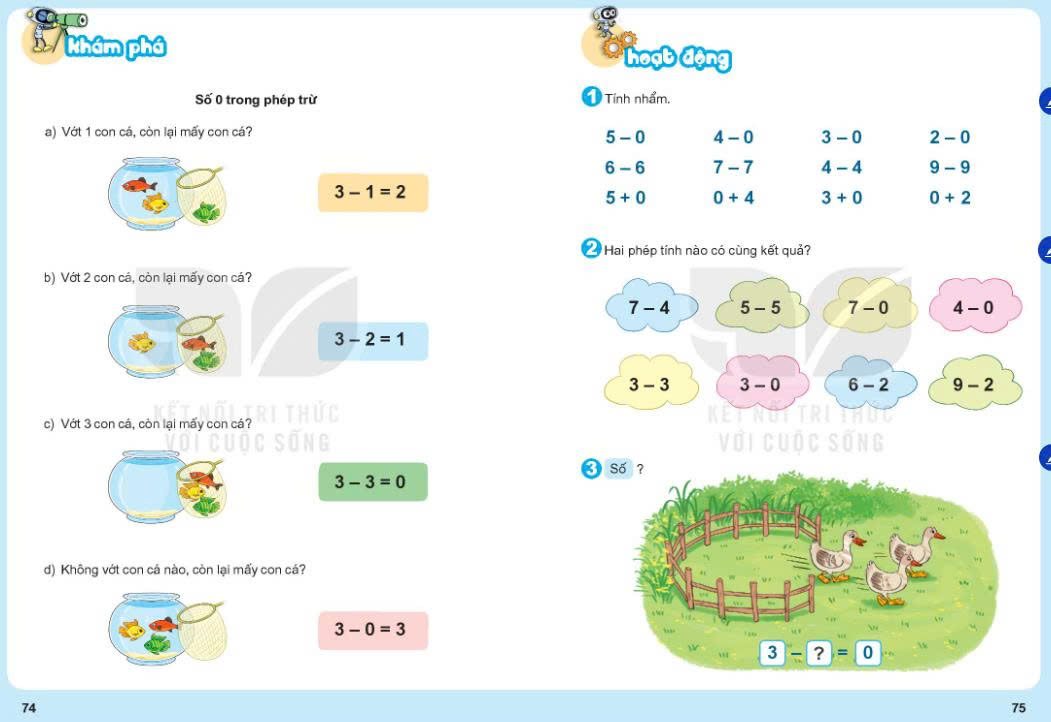 khám phá
Số 0 trong phép trừ
a) Vớt 1 con cá, còn lại mấy con cá?
3 – 1 = 2
b) Vớt 2 con cá, còn lại mấy con cá?
3 – 2 = 1
KẾT NỐI TRI THỨC
VỚI CUỘC SỐNG
c) Vớt 3 con cá, còn lại mấy con cá?
3 – 3 = 0
d) Không vớt con cá nào, còn lại mấy con cá?
3 – 0 = 3
74
hoạt động
1 Tính nhẩm.
5 – 0 4 – 0 3 – 0 2 – 0
6 – 6 7 – 7 4 – 4 9 – 9
5 + 0 0 + 4 3 + 0 0 + 2
2 Hai phép tính nào có cùng kết quả?
7 – 4 5 – 5 7 – 0 4 – 0
3 – 3 3 – 0 6 – 2 9 – 2
KẾT NỐI TRI THỨC
VỚI CUỘC SỐNG
3 Số ?
3 – ? = 0
75